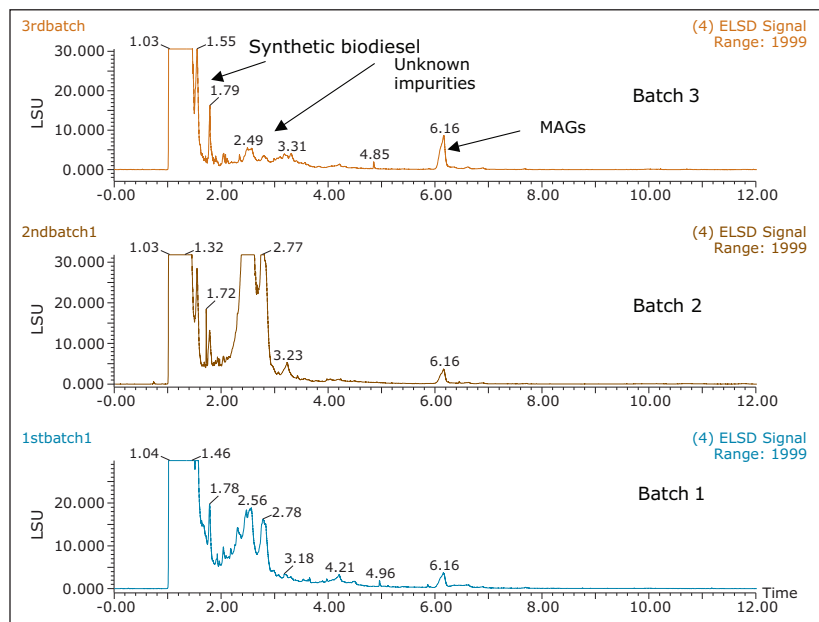 3rdbatch
(4) ELSD Signal
Range: 1999
1.03
1.55
Synthetic biodiesel
Unknown
impurities
Batch 3
1.79
2.49
3.31
4.85
6.16
MAGs
LSU
30.000
20.000
10.000
0.000
-0.00 2.00 4.00 6.00 8.00 10.00 12.00
2ndbatch1
(4) ELSD Signal
Range: 1999
1.03
1.32
2.77
Batch 2
1.72
3.23
6.16
LSU
30.000
20.000
10.000
0.000
-0.00 2.00 4.00 6.00 8.00 10.00 12.00
1stbatch1
(4) ELSD Signal
Range: 1999
1.04
1.46
Batch 1
1.78
2.56
2.78
3.18
4.21
4.96
6.16
LSU
20.000
10.000
0.000
Time
-0.00 2.00 4.00 6.00 8.00 10.00 12.00